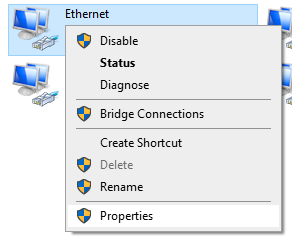 Ethernet
Disable
Status
Diagnose
Bridge Connections
Create Shortcut
Delete
Rename
Properties